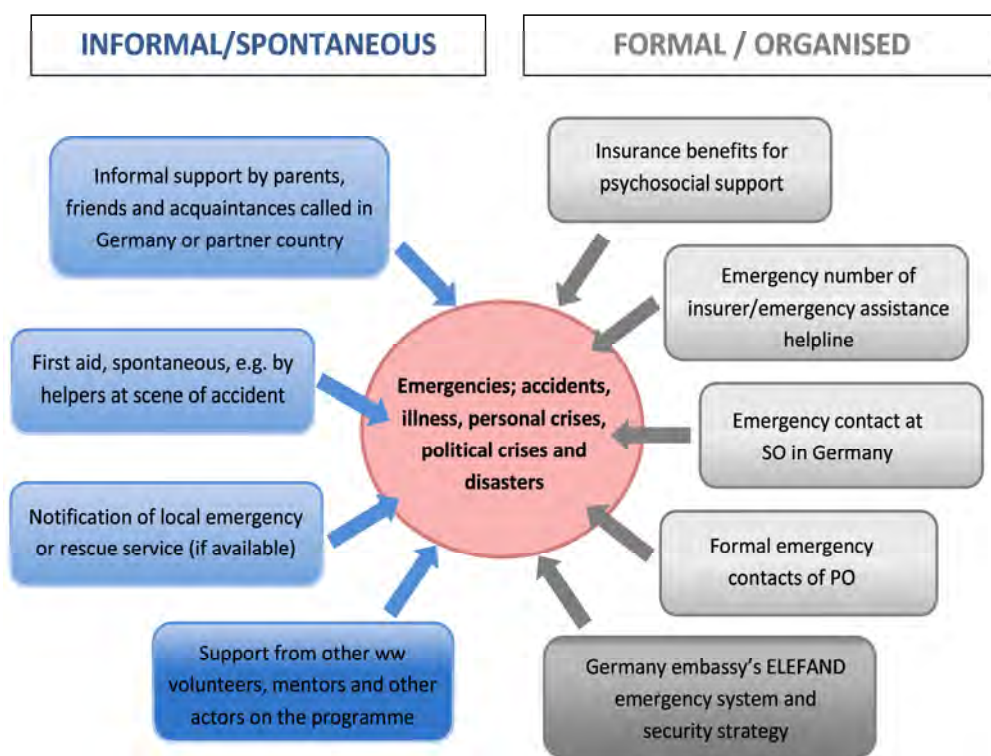 INFORMAL/SPONTANEOUS
FORMAL / ORGANISED
Informal support by parents,
friends and acquaintances called in
Germany or partner country
First aid, spontaneous, e.g. by
helpers at scene of accident
Notification of local emergency
or rescue service (if available)
Support from other ww
volunteers, mentors and other
actors on the programme
Emergencies; accidents,
illness, personal crises,
political crises and
disasters
Insurance benefits for
psychosocial support
Emergency number of
insurer/emergency assistance
helpline
Emergency contact at
SO in Germany
Formal emergency
contacts of PO
Germany embassy's ELEFAND
emergency system and
security strategy